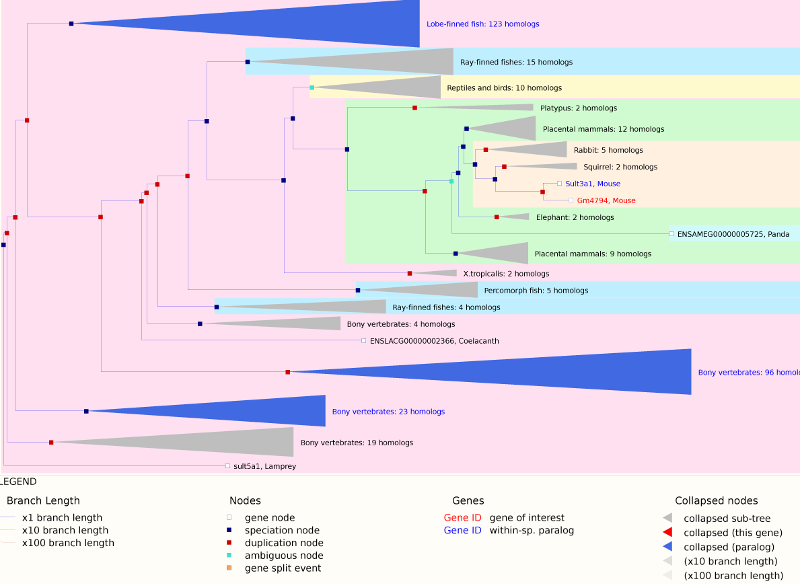 Lobe-finned fish: 123 homologs
Ray-finned fishes: 15 homologs
Reptiles and birds: 10 homologs
Platypus: 2 homologs
Placental mammals: 12 homologs
Rabbit: 5 homologs
Squirrel: 2 homologs
Sult3a1, Mouse
Gm4794, Mouse
Elephant: 2 homologs
ENSAMEG00000005725, Panda
Placental mammals: 9 homologs
X.tropicalis: 2 homologs
Percomorph fish: 5 homologs
Ray-finned fishes: 4 homologs
Bony vertebrates: 4 homologs
ENSLACG00000002366, Coelacanth
Bony vertebrates: 96 homolo
Bony vertebrates: 23 homologs
Bony vertebrates: 19 homologs
sult5a1, Lamprey
LEGEND
Branch Length
x1 branch length
x10 branch length
x100 branch length
Nodes
gene node
speciation node
duplication node
ambiguous node
gene split event
Genes
Gene ID gene of interest
Gene ID within-sp. paralog
Collapsed nodes
collapsed sub-tree
collapsed (this gene)
collapsed (paralog)
(x10 branch length)
(x100 branch length)